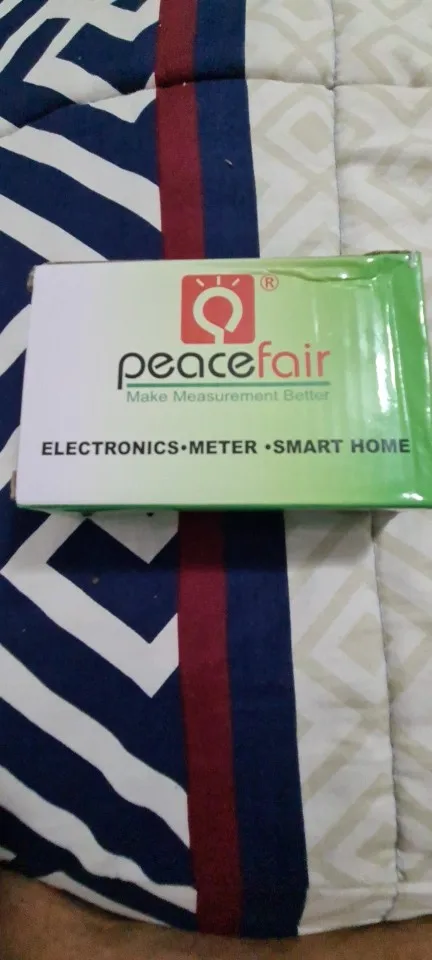 ®
peacefair
Make Measurement Better
ELECTRONICS•METER •SMART HOME